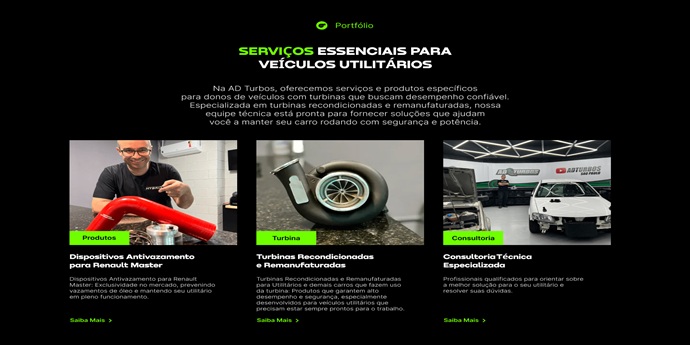 Portfólio
SERVIÇOS ESSENCIAIS PARA
VEÍCULOS UTILITÁRIOS
Na AD Turbos, oferecemos serviços e produtos específicos
para donos de veículos com turbinas que buscam desempenho confiável.
Especializada em turbinas recondicionadas e remanufaturadas, nossa
equipe técnica está pronta para fornecer soluções que ajudam
você a manter seu carro rodando com segurança e potência.
Produtos
Dispositivos Antivazamento
para Renault Master
Dispositivos Antivazamento para Renault
Master: Exclusividade no mercado, prevenindo
vazamentos de óleo e mantendo seu utilitário
em pleno funcionamento.
Saiba Mais >
Turbina
Turbinas Recondicionadas
e Remanufaturadas
Turbinas Recondicionadas e Remanufaturadas
para Utilitários e demais carros que fazem uso
da turbina: Produtos que garantem alto
desempenho e segurança, especialmente
desenvolvidos para veículos utilitários que
precisam estar sempre prontos para o trabalho.
Saiba Mais >
ADTURBOS
Consultoria
Consultoria Técnica
Especializada
Profissionais qualificados para orientar sobre
a melhor solução para o seu utilitário e
resolver suas dúvidas.
Saiba Mais >